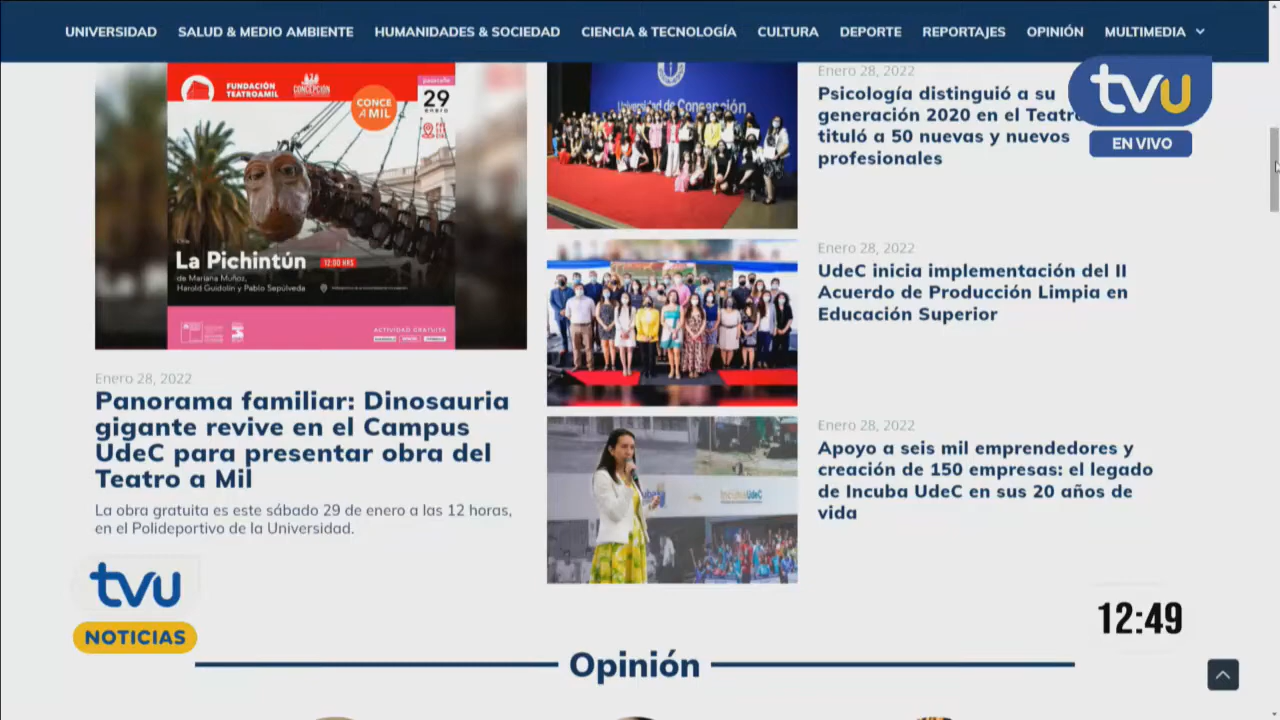 UNIVERSIDAD SALUD & MEDIO AMBIENTE HUMANIDADES & SOCIEDAD CIENCIA & TECNOLOGÍA CULTURA DEPORTE REPORTAJES OPINIÓN MULTIMEDIA
FUNDACIÓN
TEATROAMIL
CONCEPCIÓN
CONCE
A MIL
29
enero
La Pichintún
12:00 HRS
de Mariana Muñoz,
Harold Guidolin y Pablo Sepúlveda
ACTIVIDAD GRATUITA
Enero 28, 2022
Panorama familiar: Dinosauria
gigante revive en el Campus
UdeC para presentar obra del
Teatro a Mil
La obra gratuita es este sábado 29 de enero a las 12 horas,
en el Polideportivo de la Universidad.
Universidad de Concepción
Enero 28, 2022
Psicología distinguió a su
generación 2020 en el Teatr
tituló a 50 nuevas y nuevos
profesionales
tvu
EN VIVO
Enero 28, 2022
UdeC inicia implementación del II
Acuerdo de Producción Limpia en
Educación Superior
IncubaUdeC
Enero 28, 2022
Apoyo a seis mil emprendedores y
creación de 150 empresas: el legado
de Incuba UdeC en sus 20 años de
vida
tvu
NOTICIAS
12:49
Opinión